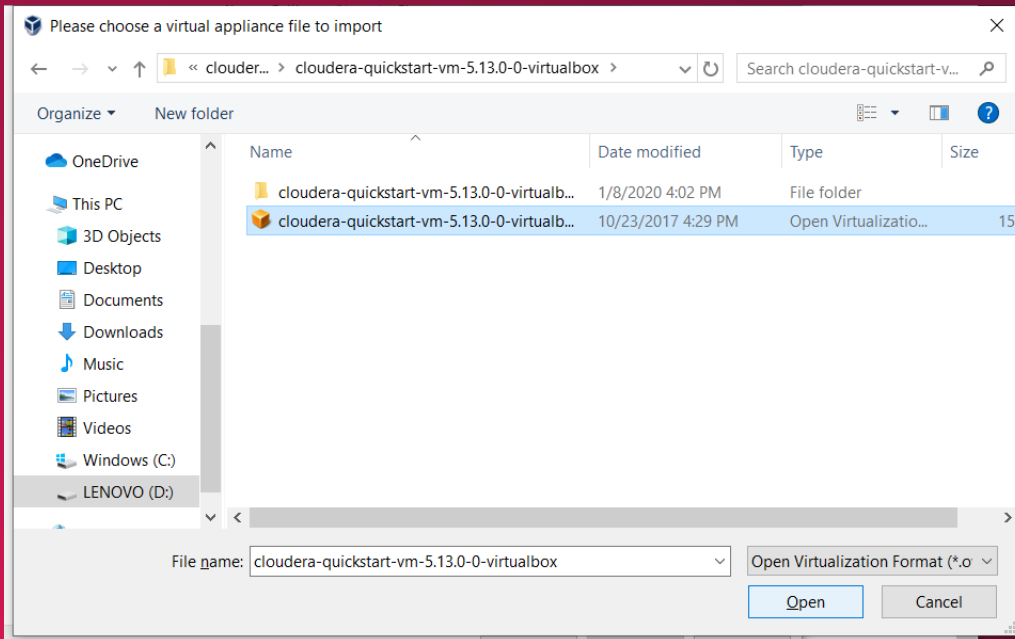 Please choose a virtual appliance file to import
« clouder... > cloudera-quickstart-vm-5.13.0-0-virtualbox >
Search cloudera-quickstart-v...
Organize
New folder
OneDrive
This PC
3D Objects
Desktop
Documents
Downloads
Music
Pictures
Videos
Windows (C:)
LENOVO (D:)
Name Date modified Type Size
cloudera-quickstart-vm-5.13.0-0-virtualb... 1/8/2020 4:02 PM File folder
cloudera-quickstart-vm-5.13.0-0-virtualb... 10/23/2017 4:29 PM Open Virtualizatio... 15
File name: cloudera-quickstart-vm-5.13.0-0-virtualbox
Open Virtualization Format (*.o
Open
Cancel